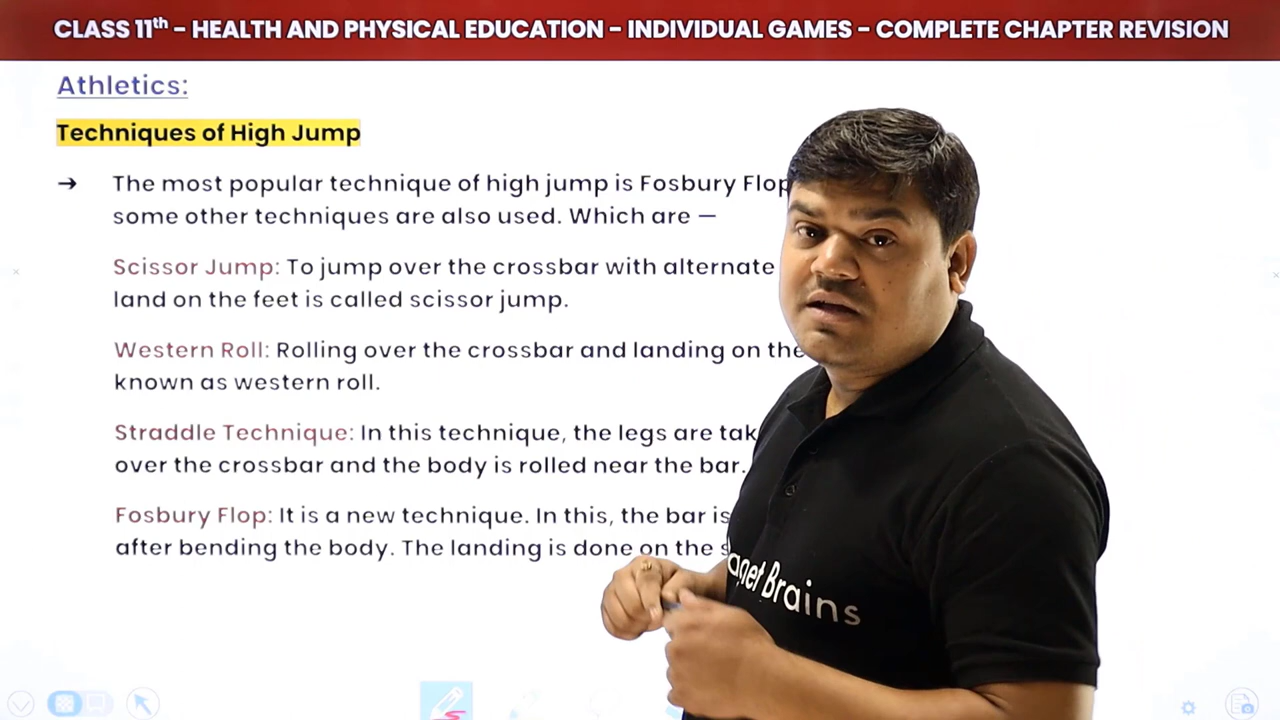 CLASS 11th – HEALTH AND PHYSICAL EDUCATION – INDIVIDUAL GAMES – COMPLETE CHAPTER REVISION
Athletics:
Techniques of High Jump
→ The most popular technique of high jump is Fosbury Flop
some other techniques are also used. Which are —
Scissor Jump: To jump over the crossbar with alternate
land on the feet is called scissor jump.
Western Roll: Rolling over the crossbar and landing on the
known as western roll.
Straddle Technique: In this technique, the legs are
over the crossbar and the body is rolled near the bar.
Fosbury Flop: It is a new technique. In this, the bar is
after bending the body. The landing is done on the
Brains